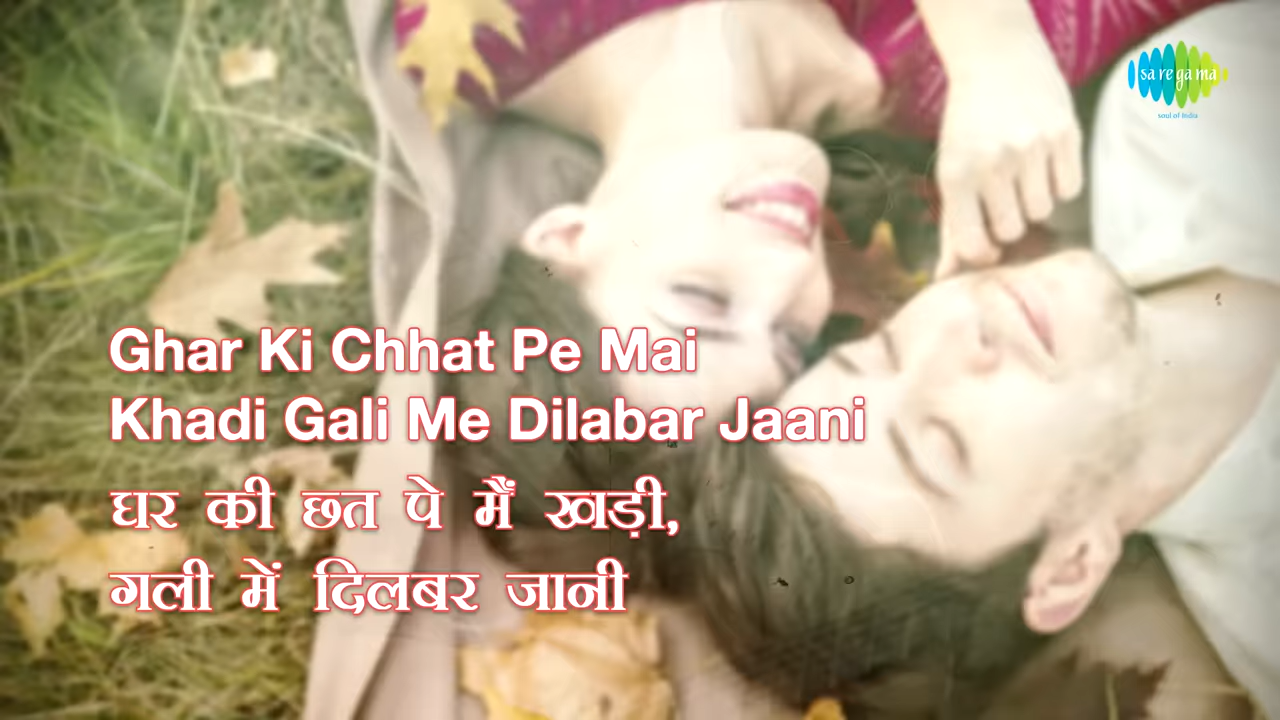 sa re ga ma
soul of India
Ghar Ki Chhat Pe Mai
Khadi Gali Me Dilabar Jaani
घर की छत पे मैं खड़ी,
गली में दिलबर जानी